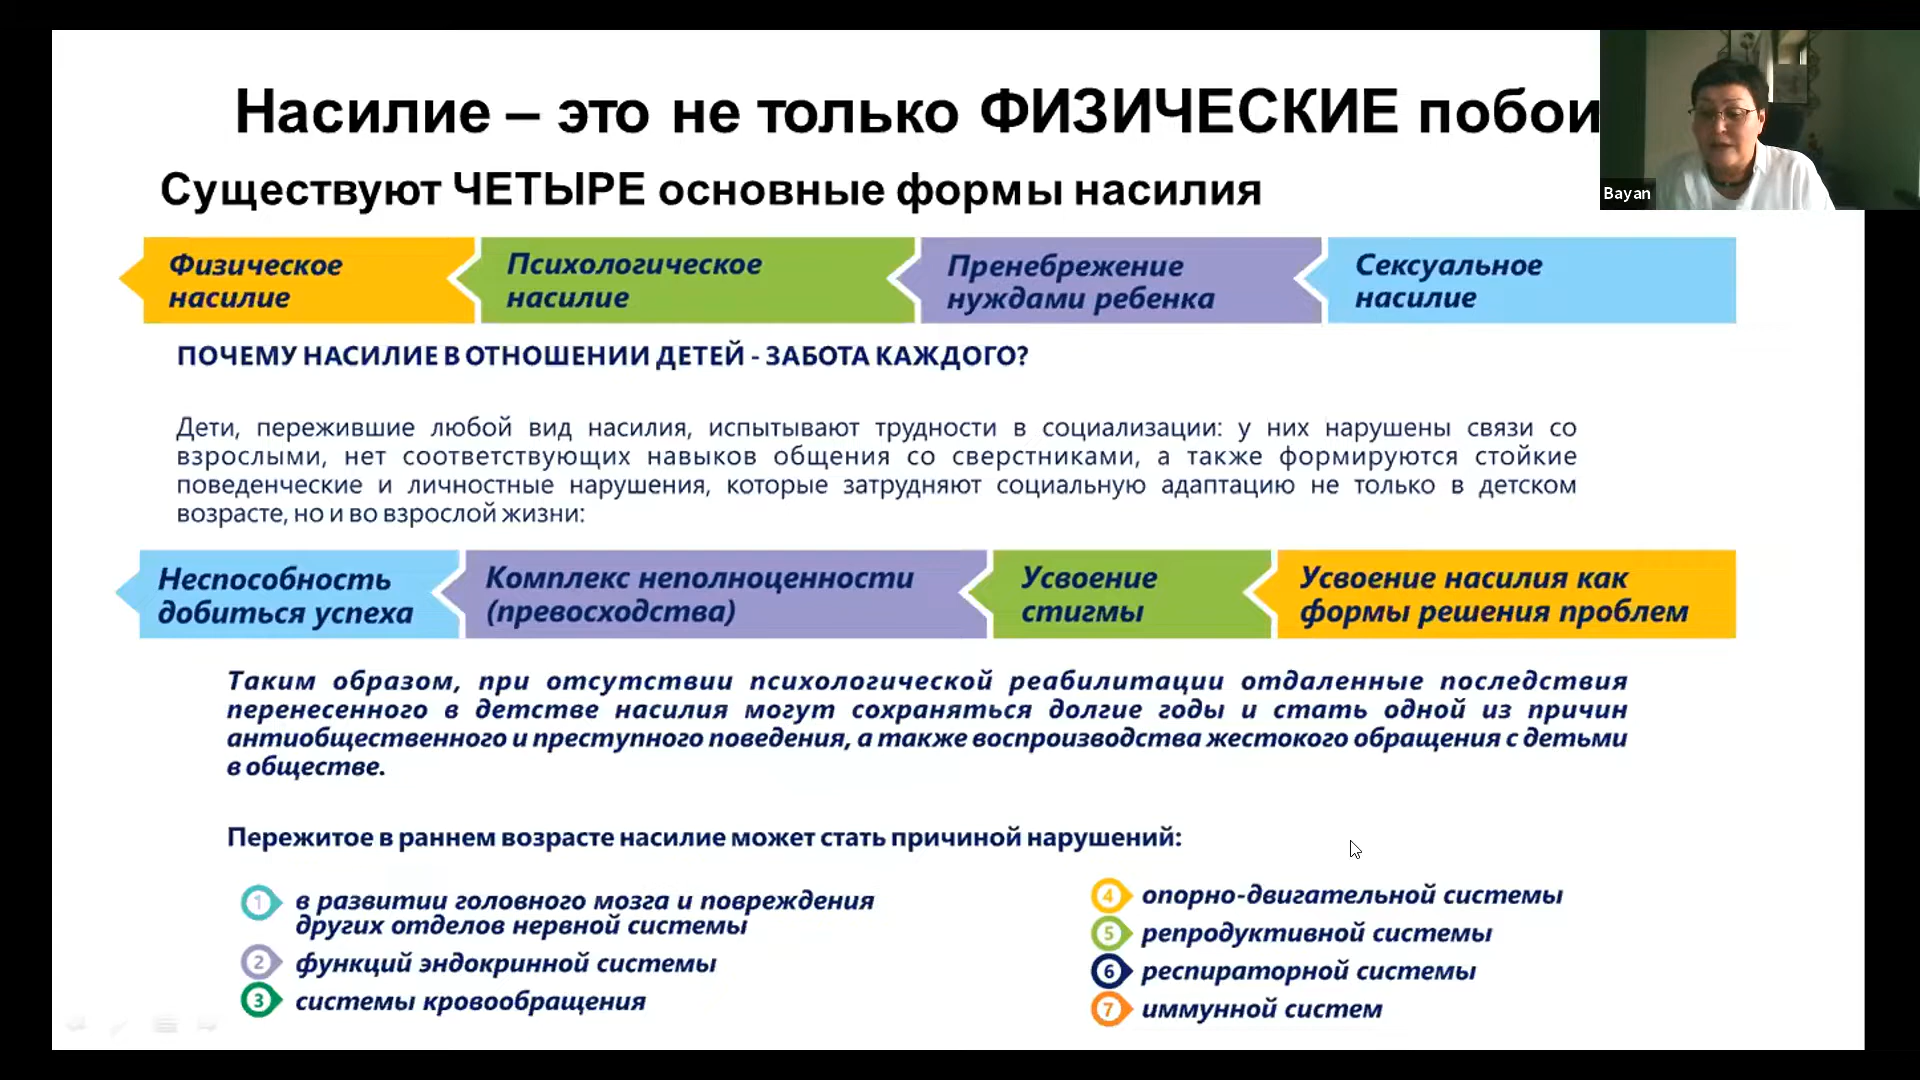 Насилие – это не только ФИЗИЧЕСКИЕ побои
Существуют ЧЕТЫРЕ основные формы насилия
Bayan
Физическое
насилие
Психологическое
насилие
Пренебрежение
нуждами ребенка
Сексуальное
насилие
ПОЧЕМУ НАСИЛИЕ В ОТНОШЕНИИ ДЕТЕЙ - ЗАБОТА КАЖДОГО?
Дети, пережившие любой вид насилия, испытывают трудности в социализации: у них нарушены связи со
взрослыми, нет соответствующих навыков общения со сверстниками, а также формируются стойкие
поведенческие и личностные нарушения, которые затрудняют социальную адаптацию не только в детском
возрасте, но и во взрослой жизни:
Неспособность
добиться успеха
Комплекс неполноценности
(превосходства)
Усвоение
стигмы
Усвоение насилия как
формы решения проблем
Таким образом, при отсутствии психологической реабилитации отдаленные последствия
перенесенного в детстве насилия могут сохраняться долгие годы и стать одной из причин
антиобщественного и преступного поведения, а также воспроизводства жестокого обращения с детьми
в обществе.
Пережитое в раннем возрасте насилие может стать причиной нарушений:
1 в развитии головного мозга и повреждения
других отделов нервной системы
2 функций эндокринной системы
3 системы кровообращения
4 опорно-двигательной системы
5 репродуктивной системы
6 респираторной системы
7 иммунной систем